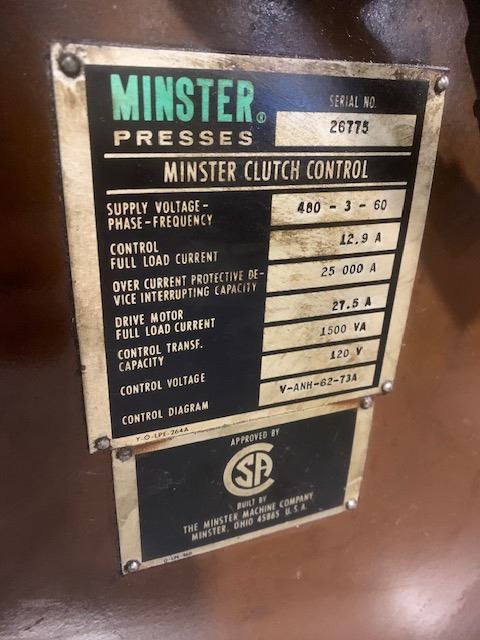 MINSTER®
PRESSES
SERIAL NO.
26775
MINSTER CLUTCH CONTROL
SUPPLY VOLTAGE-
PHASE-FREQUENCY
480 - 3 - 60
CONTROL
FULL LOAD CURRENT
12.9 A
OVER CURRENT PROTECTIVE DE-
VICE INTERRUPTING CAPACITY
25 000 A
DRIVE MOTOR
FULL LOAD CURRENT
27.5 A
CONTROL TRANSF.
CAPACITY
1500 VA
CONTROL VOLTAGE
120 V
CONTROL DIAGRAM
V-ANH-62-73A
Y-O-LPE-264A
APPROVED BY
CSA
BUILT BY
THE MINSTER MACHINE COMPANY
MINSTER, OHIO 45865 U.S.A.